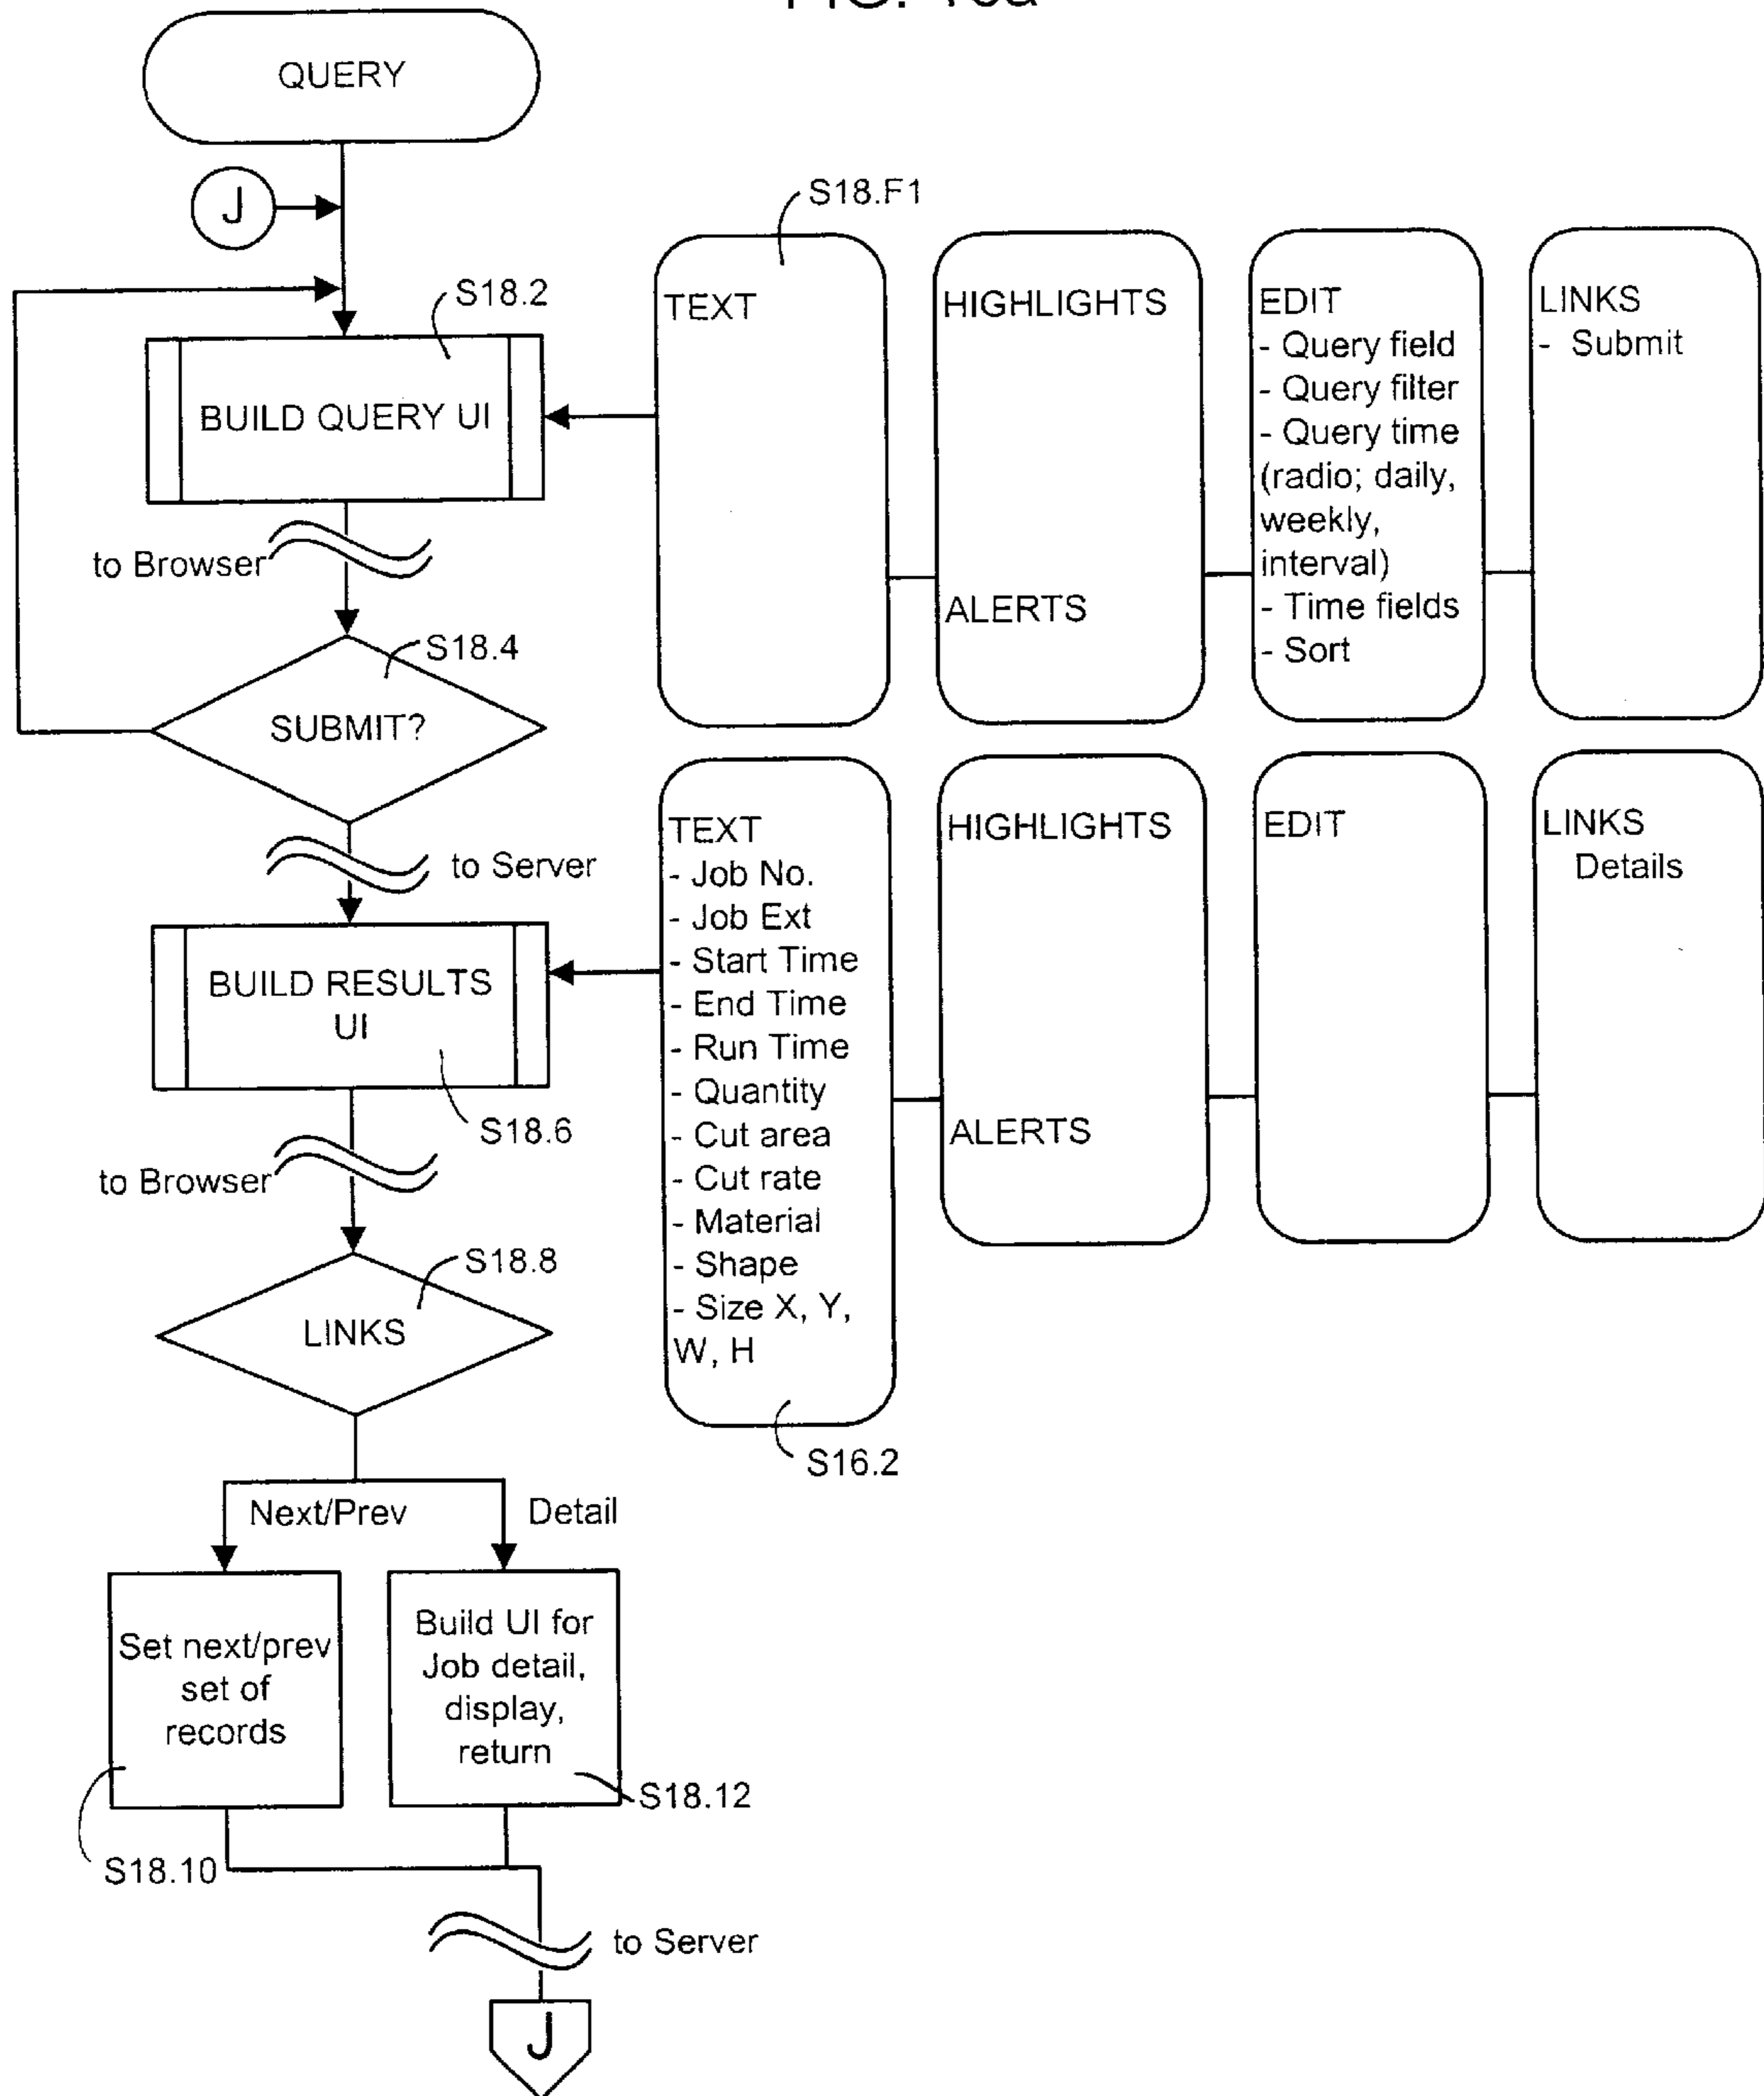 QUERY
J
S18.2
BUILD QUERY UI
to Browser
S18.4
SUBMIT?
to Server
BUILD RESULTS
UI
S18.6
to Browser
S18.8
LINKS
Next/Prev
Detail
Set next/prev
set of
records
S18.10
Build UI for
Job detail,
display,
return
S18.12
to Server
J
S18.F1
TEXT
HIGHLIGHTS
ALERTS
EDIT
- Query field
- Query filter
- Query time
(radio; daily,
weekly,
interval)
- Time fields
- Sort
LINKS
- Submit
TEXT
- Job No.
- Job Ext
- Start Time
- End Time
- Run Time
- Quantity
- Cut area
- Cut rate
- Material
- Shape
- Size X, Y,
W, H
S16.2
HIGHLIGHTS
ALERTS
EDIT
LINKS
Details